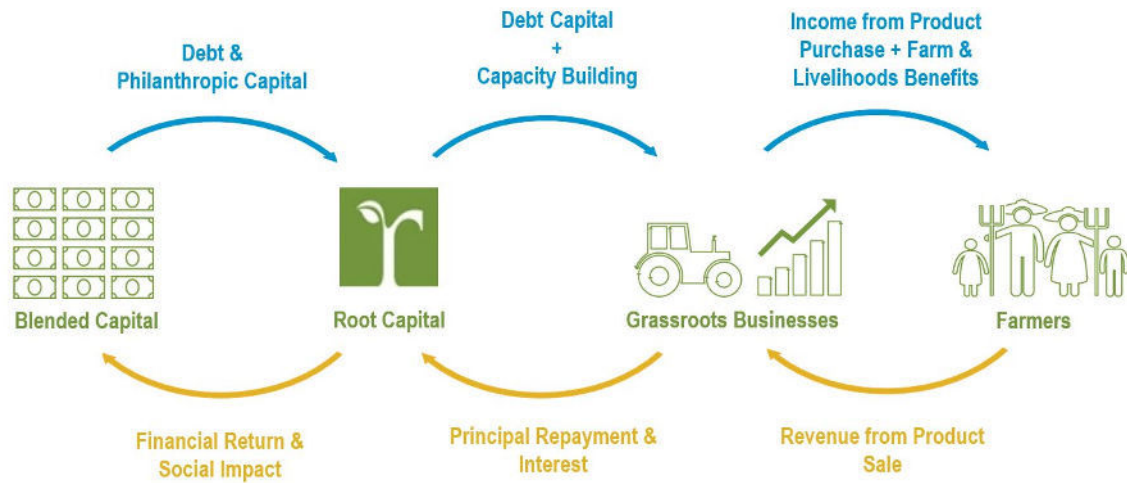 Debt &
Philanthropic Capital
Debt Capital
+
Capacity Building
Income from Product
Purchase + Farm &
Livelihoods Benefits
Blended Capital
Root Capital
Grassroots Businesses
Farmers
Financial Return &
Social Impact
Principal Repayment &
Interest
Revenue from Product
Sale